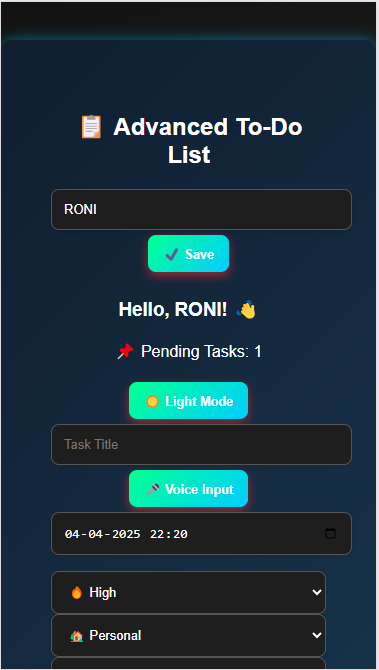 📋 Advanced To-Do
List
RONI
✔ Save
Hello, RONI! 👋
📌 Pending Tasks: 1
🌞 Light Mode
Task Title
🎤 Voice Input
04-04-2025 22:20
🔥 High
🏠 Personal